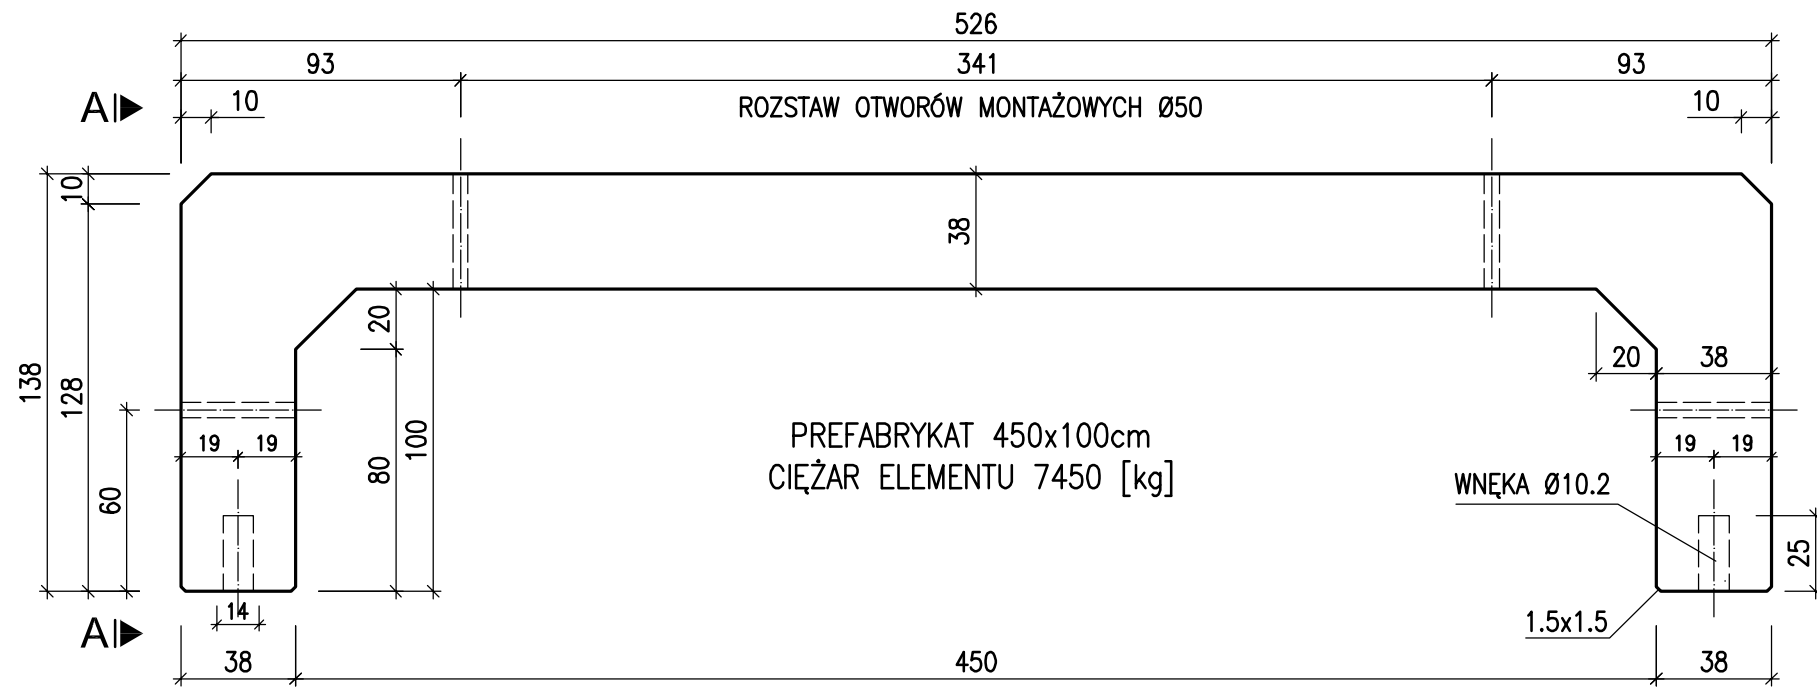 526
93 341 93
A
10 ROZSTAW OTWORÓW MONTAŻOWYCH Ø50 10
10
38
138
128
20
20 38
100
19 19
80
60
PREFABRYKAT 450x100cm
CIĘŻAR ELEMENTU 7450 [kg]
19 19
WNĘKA Ø10.2
25
14
1.5x1.5
A
38 450 38